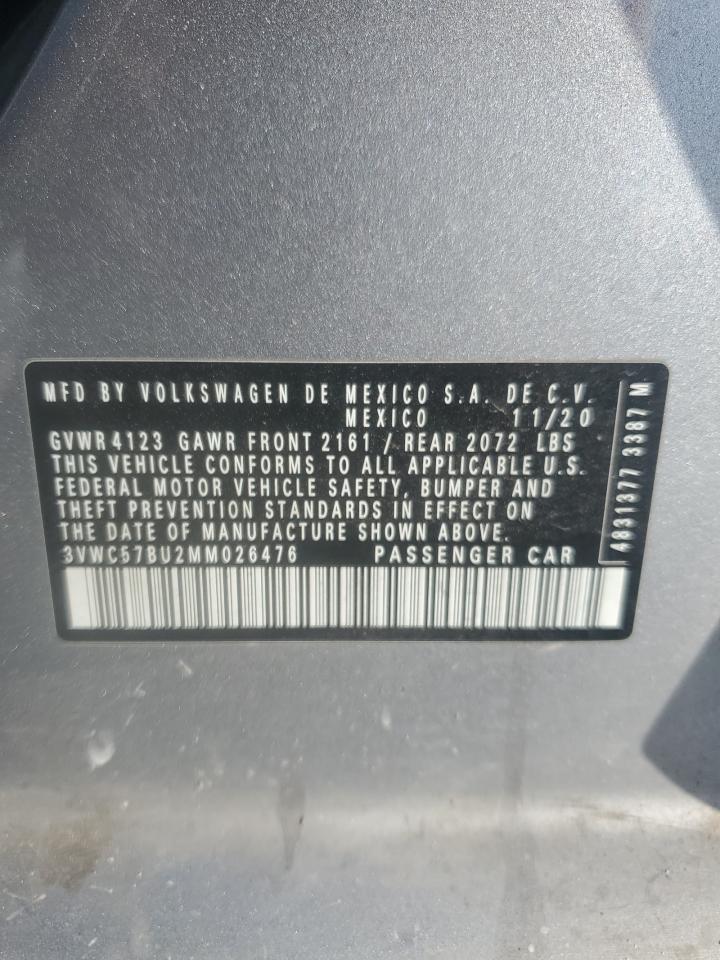 MFD BY VOLKSWAGEN DE MEXICO S.A. DE C.V.
MEXICO 11/20
GVWR 4123 GAWR FRONT 2161 / REAR 2072 LBS
THIS VEHICLE CONFORMS TO ALL APPLICABLE U.S.
FEDERAL MOTOR VEHICLE SAFETY, BUMPER AND
THEFT PREVENTION STANDARDS IN EFFECT ON
THE DATE OF MANUFACTURE SHOWN ABOVE.
3VWC57BU2MM026476 PASSENGER CAR
4831377 3387 M